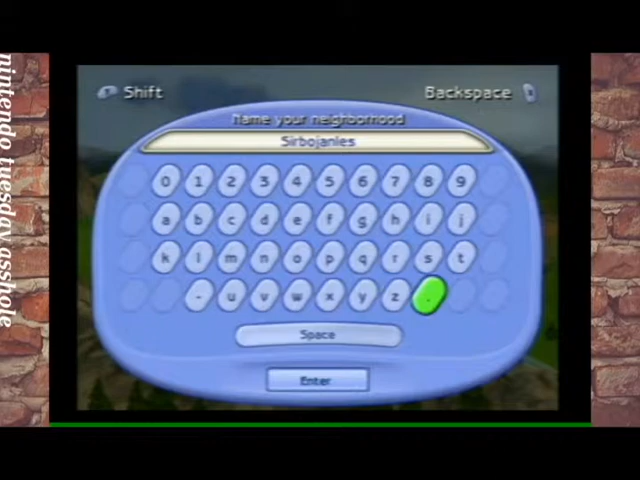 nintendo tuesday asshole
Shift
Backspace
Name your neighborhood
Sirbojanles
0 1 2 3 4 5 6 7 8 9
a b c d e f g h i j
k l m n o p q r s t
- u v w x y z .
Space
Enter